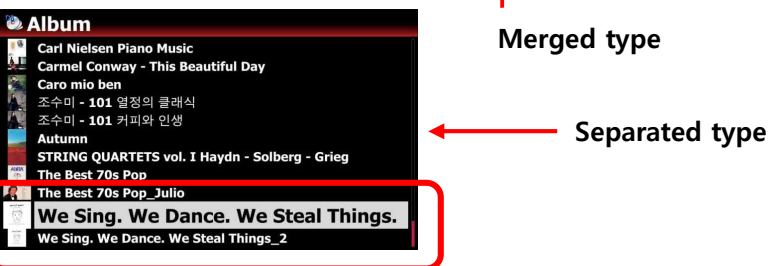 Merged type
Album
Carl Nielsen Piano Music
Carmel Conway - This Beautiful Day
Caro mio ben
조수미 - 101 열정의 클래식
조수미 - 101 커피와 인생
Autumn
STRING QUARTETS vol. I Haydn - Solberg - Grieg
The Best 70s Pop
The Best 70s Pop_Julio
We Sing. We Dance. We Steal Things.
We Sing. We Dance. We Steal Things_2
Separated type